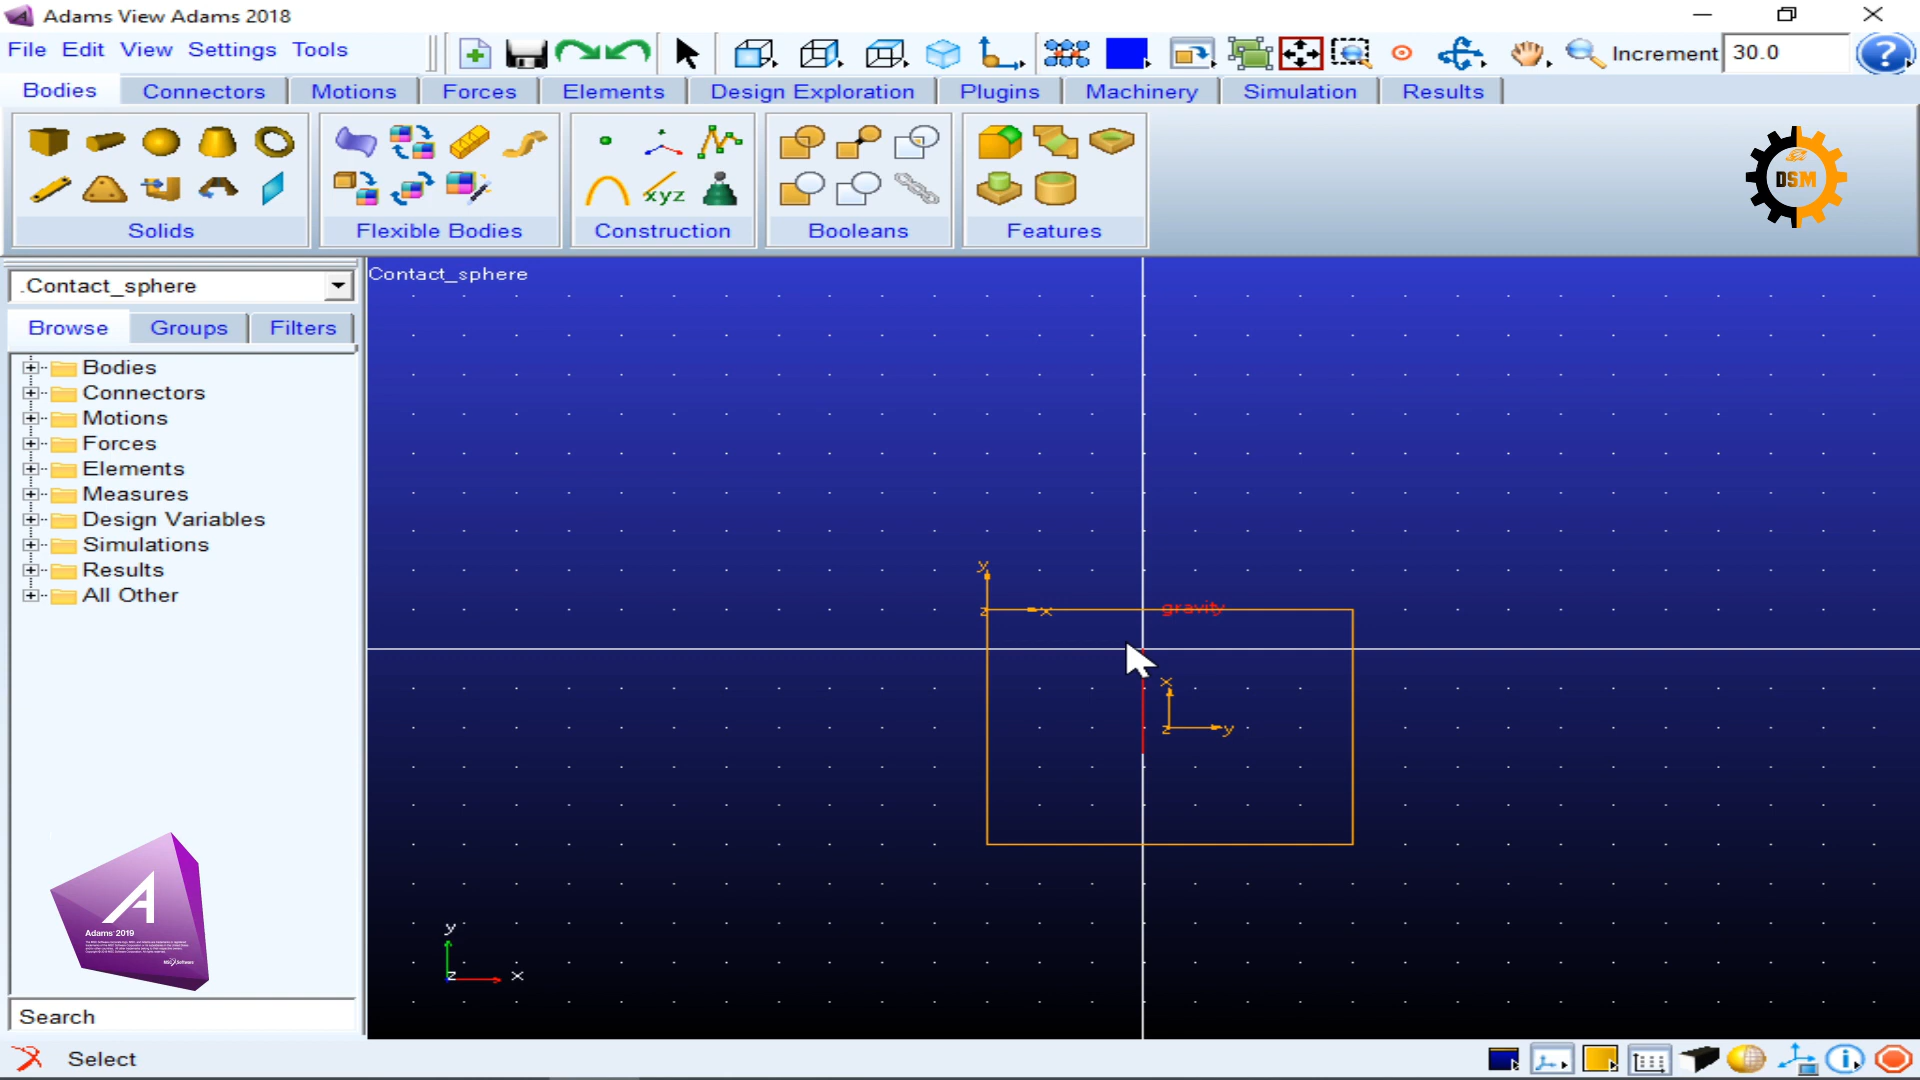 Adams View Adams 2018
File Edit View Settings Tools
Increment 30.0
Bodies Connectors Motions Forces Elements Design Exploration Plugins Machinery Simulation Results
xyz
DSM
Solids Flexible Bodies Construction Booleans Features
.Contact_sphere
Contact_sphere
Browse Groups Filters
Bodies
Connectors
Motions
Forces
Elements
Measures
Design Variables
Simulations
Results
All Other
y
z x
gravity
x
z y
A
Adams 2019
y
z x
Search
Select